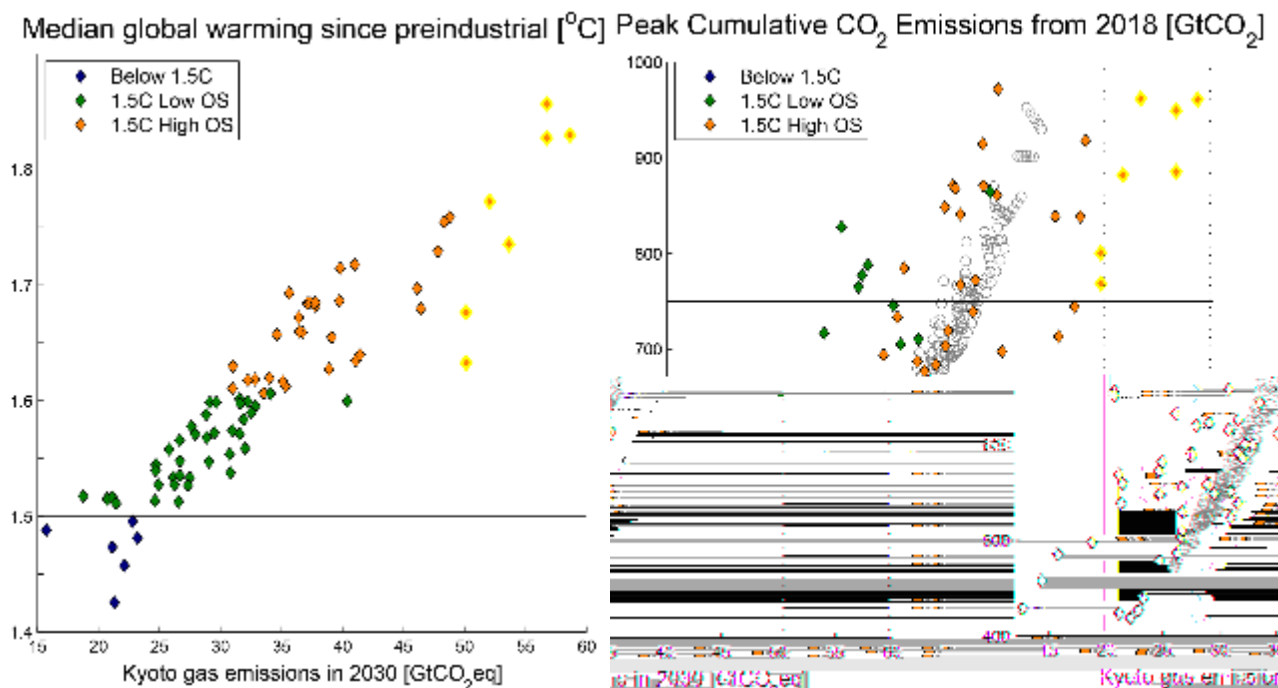 Median global warming since preindustrial [°C]
Below 1.5C
1.5C Low OS
1.5C High OS
1.8
1.7
1.6
1.5
1.4
15 20 25 30 35 40 45 50 55 60
Kyoto gas emissions in 2030 [GtCO2eq]
Peak Cumulative CO2 Emissions from 2018 [GtCO2]
Below 1.5C
1.5C Low OS
1.5C High OS
1000
900
800
700
400
Kyoto gas emission